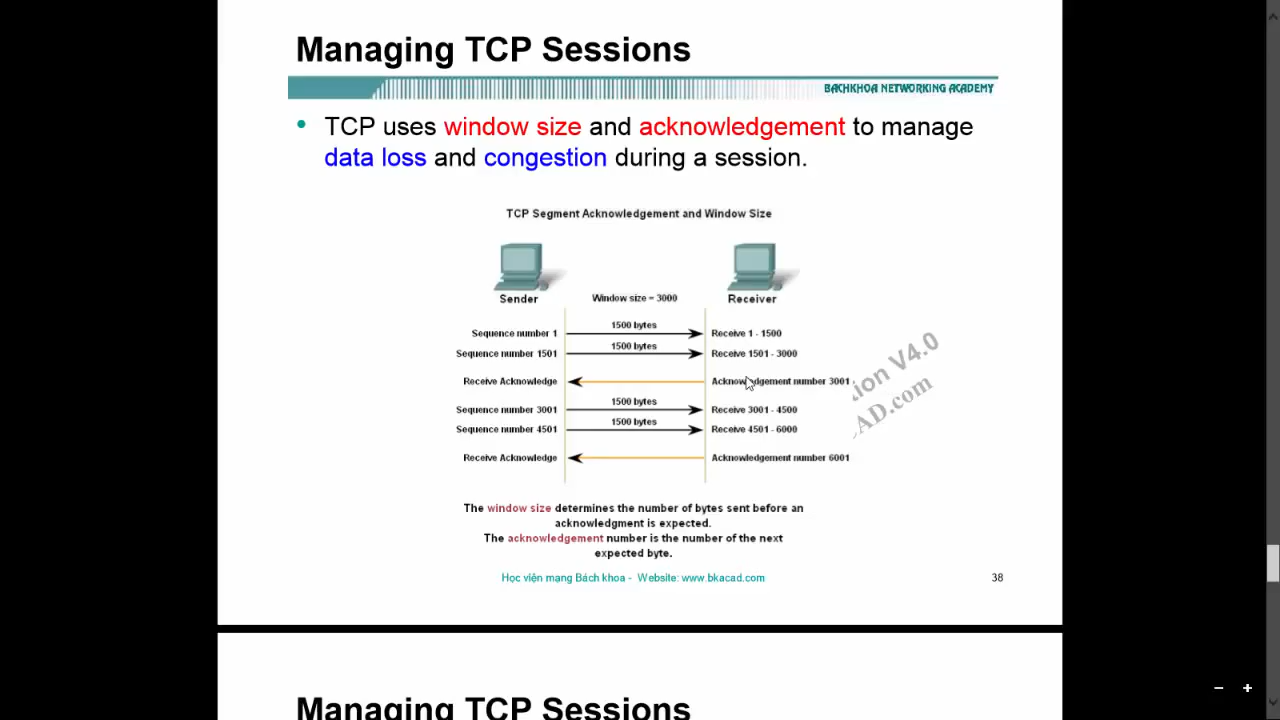 Managing TCP Sessions
BACHKHOA NETWORKING ACADEMY
• TCP uses window size and acknowledgement to manage
data loss and congestion during a session.
TCP Segment Acknowledgement and Window Size
Sender Window size = 3000 Receiver
Sequence number 1 1500 bytes Receive 1 - 1500
Sequence number 1501 1500 bytes Receive 1501 - 3000
Receive Acknowledge Acknowledgement number 3001
Sequence number 3001 1500 bytes Receive 3001 - 4500
Sequence number 4501 1500 bytes Receive 4501 - 6000
Receive Acknowledge Acknowledgement number 6001
ion V4.0
AD.com
The window size determines the number of bytes sent before an
acknowledgment is expected.
The acknowledgement number is the number of the next
expected byte.
Học viện mạng Bách khoa - Website: www.bkacad.com
38
Managing TCP Sessions